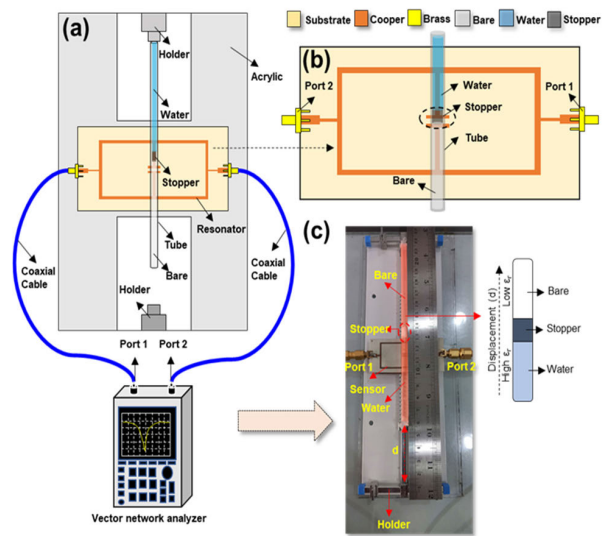 Substrate Cooper Brass Bare Water Stopper
(a)
Holder
Acrylic
Water
Stopper
Resonator
Tube
Bare
Coaxial
Cable
Coaxial
Cable
Holder
Port 1 Port 2
Vector network analyzer
(b)
Port 2
Port 1
Water
Stopper
Tube
Bare
(c)
Bare
Stopper
Port 1
Port 2
Sensor
Water
d
Holder
Displacement (d)
High εr Low εr
Bare
Stopper
Water